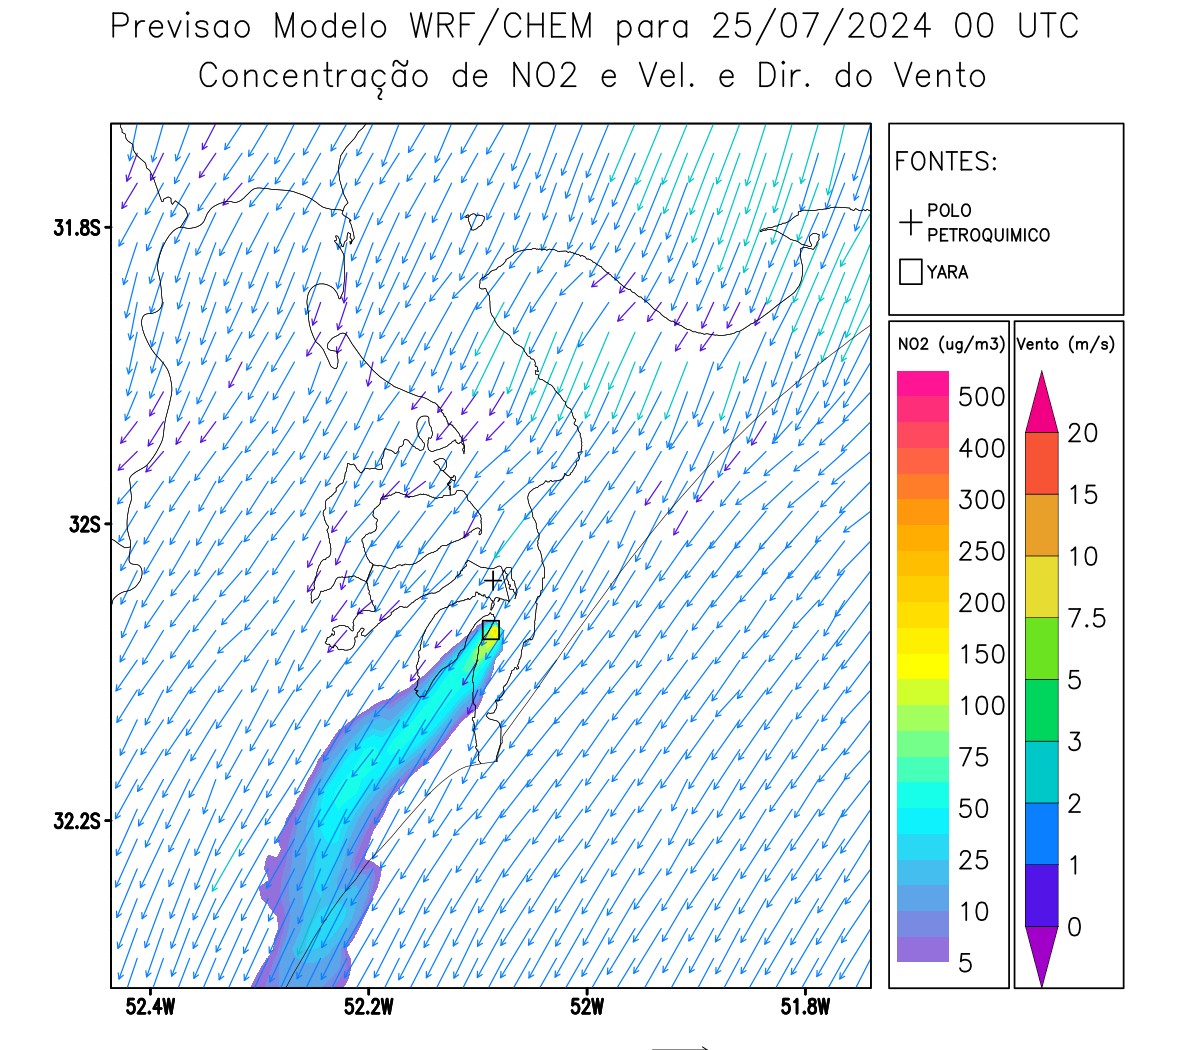 Previsao Modelo WRF/CHEM para 25/07/2024 00 UTC
Concentração de NO2 e Vel. e Dir. do Vento
FONTES:
POLO
PETROQUIMICO
YARA
NO2 (ug/m3)
500
400
300
250
200
150
100
75
50
25
10
5
Vento (m/s)
20
15
10
7.5
5
3
2
1
0
31.8S
32S
32.2S
52.4W 52.2W 52W 51.8W